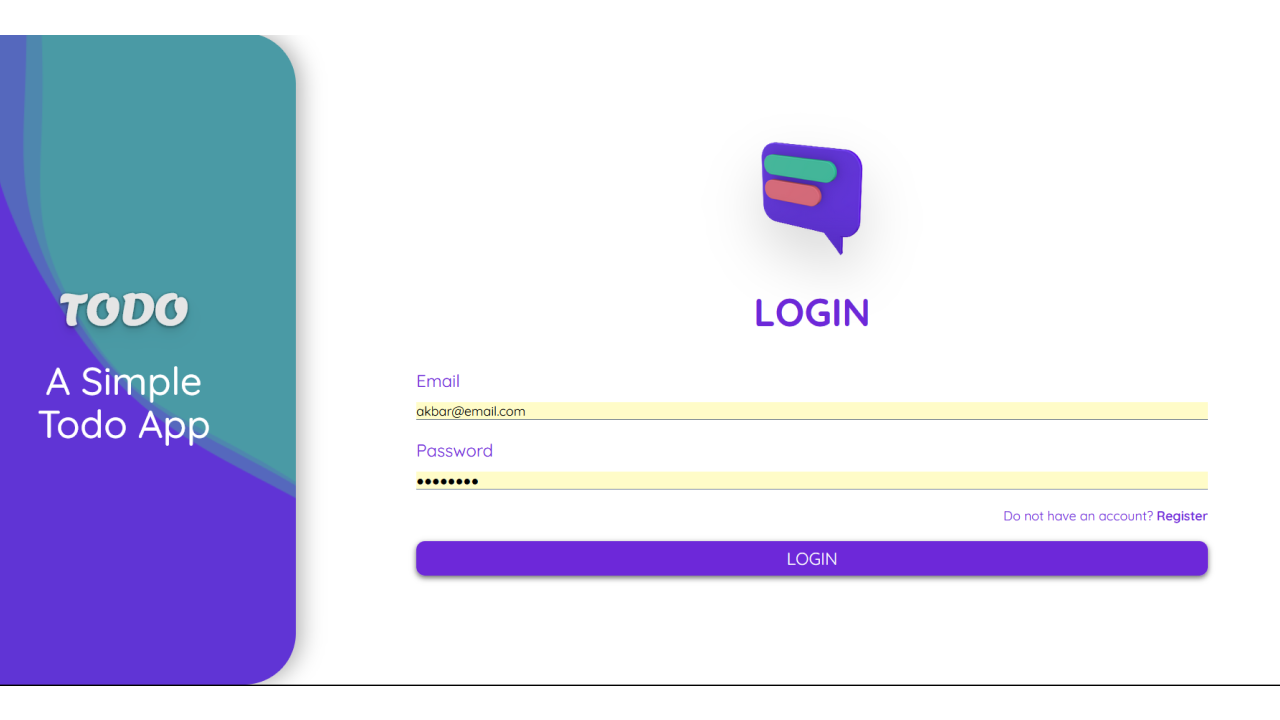 TODO
A Simple
Todo App
LOGIN
Email
akbar@email.com
Password
••••••••
Do not have an account? Register
LOGIN